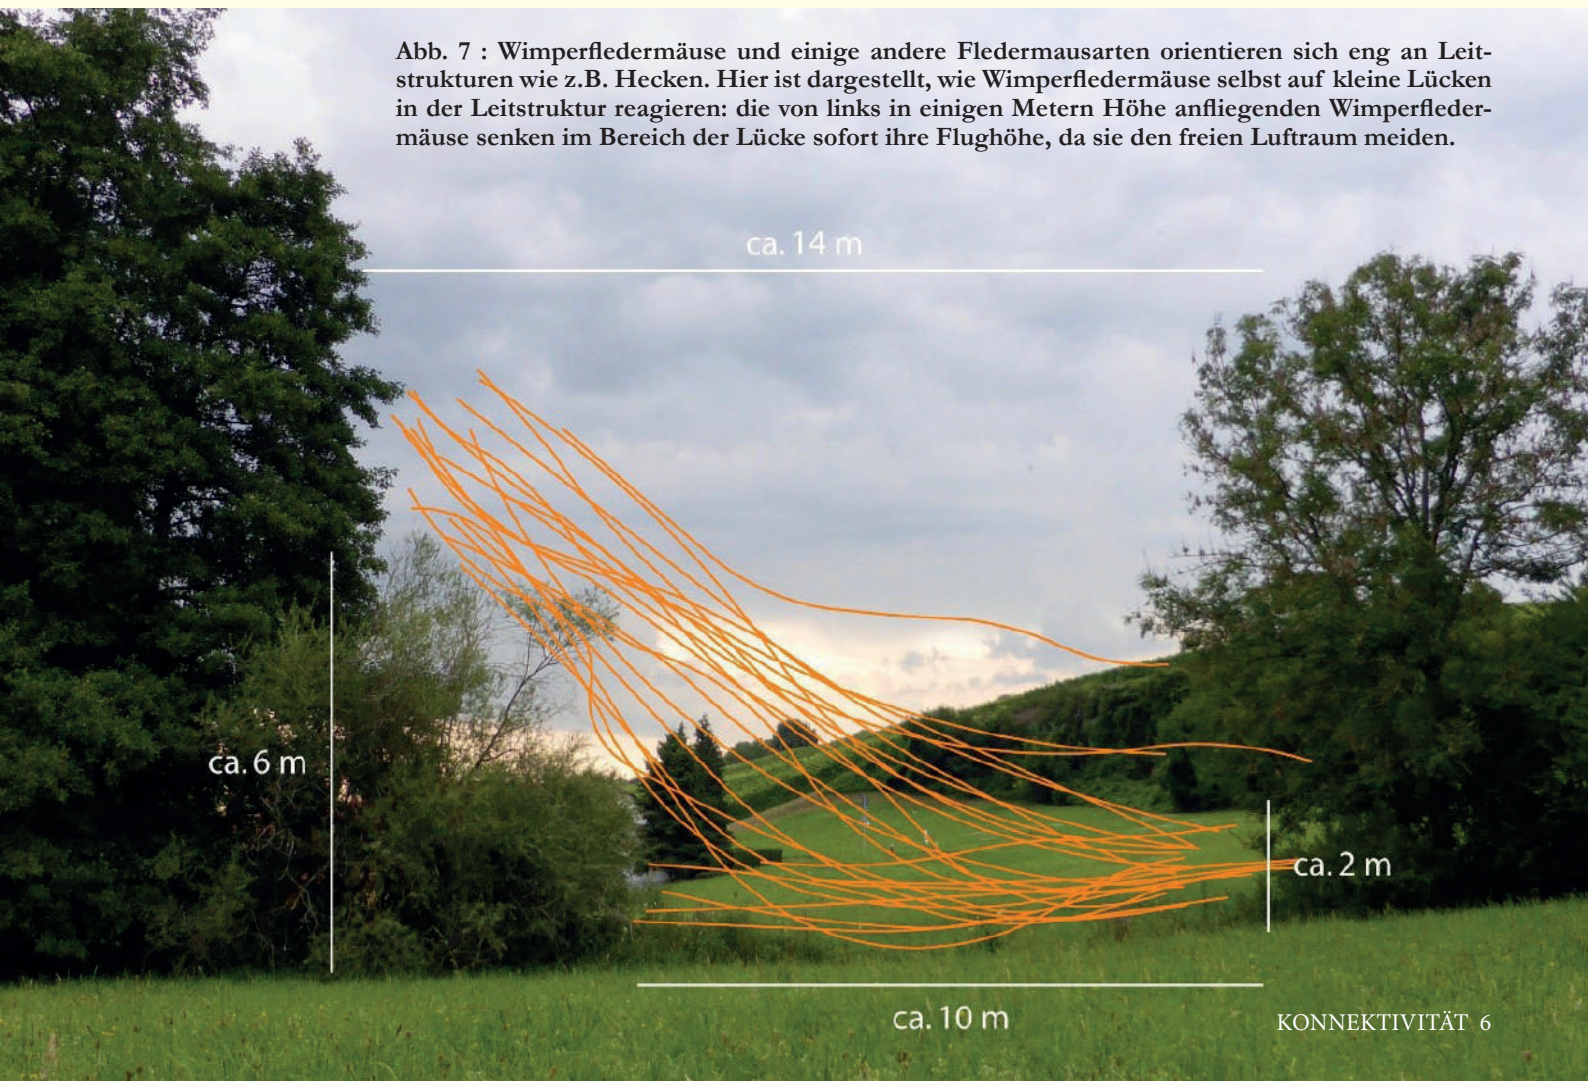 Abb. 7 : Wimperfledermäuse und einige andere Fledermausarten orientieren sich eng an Leit-
strukturen wie z.B. Hecken. Hier ist dargestellt, wie Wimperfledermäuse selbst auf kleine Lücken
in der Leitstruktur reagieren: die von links in einigen Metern Höhe anfliegenden Wimperfleder-
mäuse senken im Bereich der Lücke sofort ihre Flughöhe, da sie den freien Luftraum meiden.
ca. 14 m
ca. 6 m
ca. 2 m
ca. 10 m
KONNEKTIVITÄT 6